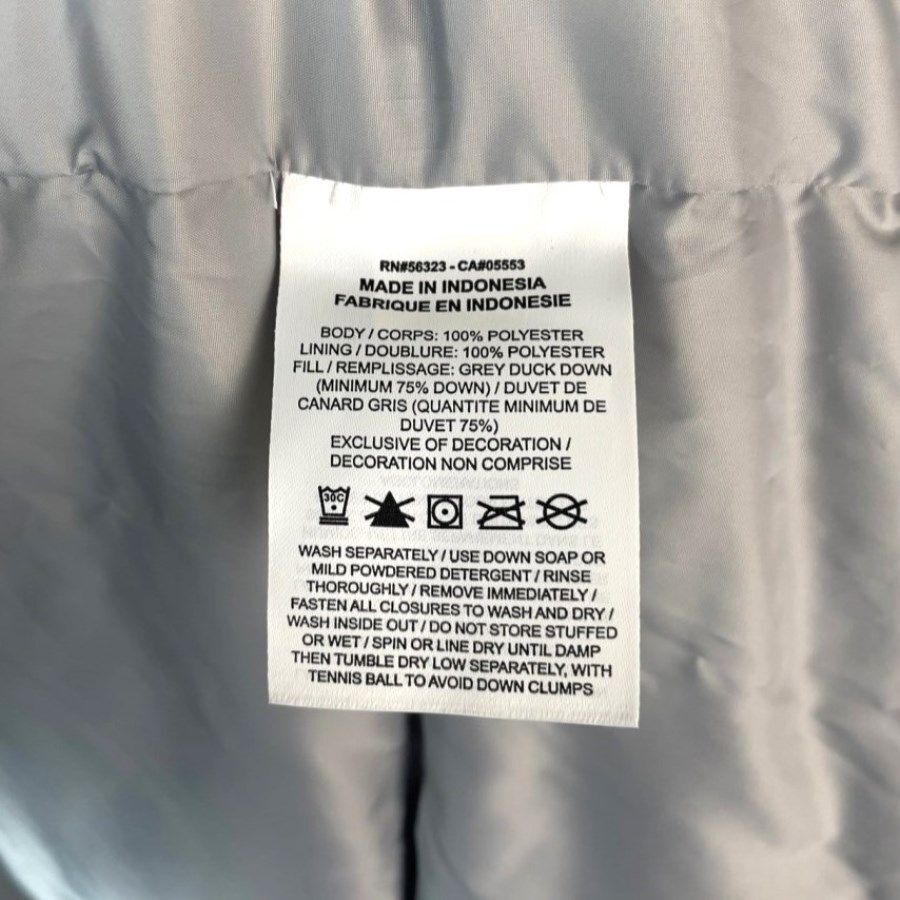 RN#56323 - CA#05553
MADE IN INDONESIA
FABRIQUE EN INDONESIE
BODY / CORPS: 100% POLYESTER
LINING / DOUBLURE: 100% POLYESTER
FILL / REMPLISSAGE: GREY DUCK DOWN
(MINIMUM 75% DOWN) / DUVET DE
CANARD GRIS (QUANTITE MINIMUM DE
DUVET 75%)
EXCLUSIVE OF DECORATION /
DECORATION NON COMPRISE
30C
WASH SEPARATELY / USE DOWN SOAP OR
MILD POWDERED DETERGENT / RINSE
THOROUGHLY / REMOVE IMMEDIATELY /
FASTEN ALL CLOSURES TO WASH AND DRY /
WASH INSIDE OUT / DO NOT STORE STUFFED
OR WET / SPIN OR LINE DRY UNTIL DAMP
THEN TUMBLE DRY LOW SEPARATELY, WITH
TENNIS BALL TO AVOID DOWN CLUMPS